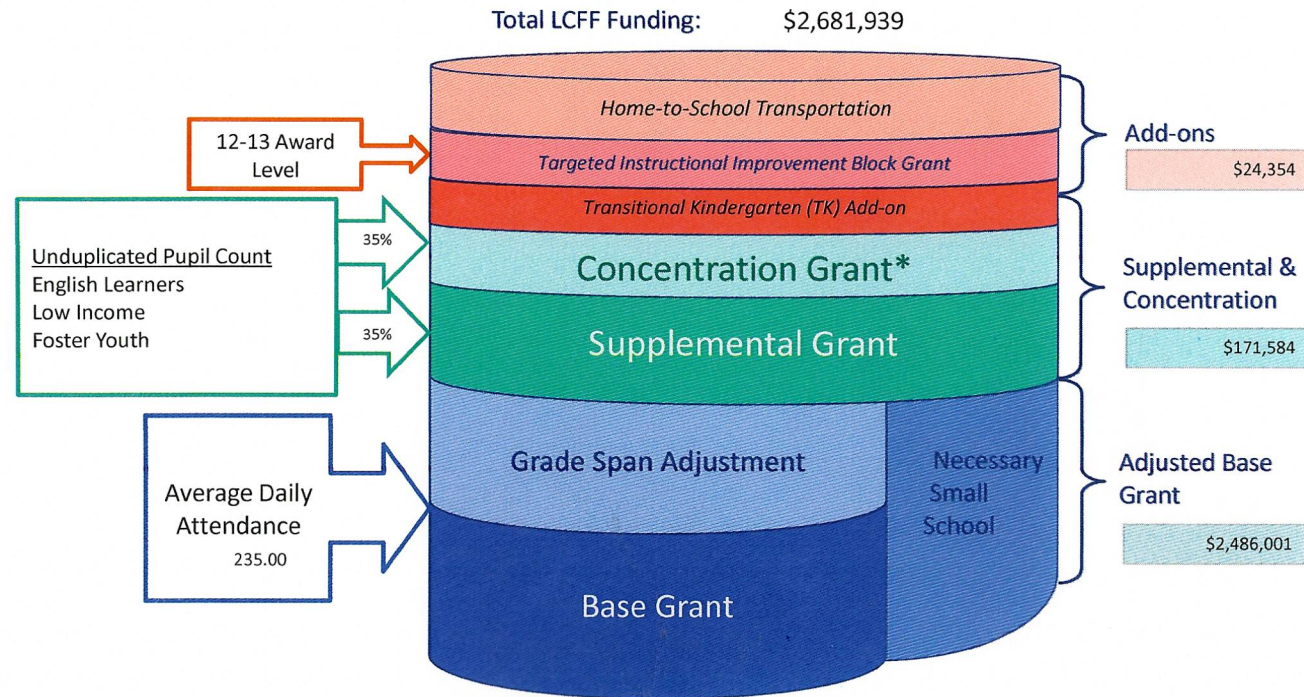 Total LCFF Funding: $2,681,939
Home-to-School Transportation
12-13 Award
Level
Targeted Instructional Improvement Block Grant
Add-ons
$24,354
Transitional Kindergarten (TK) Add-on
Unduplicated Pupil Count
English Learners
Low Income
Foster Youth
35%
35%
Concentration Grant*
Supplemental Grant
Supplemental &
Concentration
$171,584
Average Daily
Attendance
235.00
Grade Span Adjustment
Base Grant
Necessary
Small
School
Adjusted Base
Grant
$2,486,001